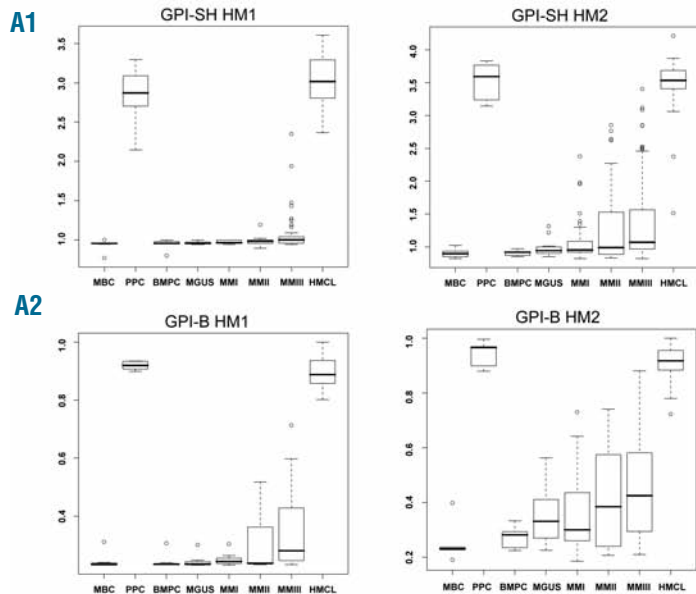 A1
GPI-SH HM1
3.5
3.0
2.5
2.0
1.5
1.0
MBC PPC BMPC MGUS MMI MMII MMIII HMCL
GPI-SH HM2
4.0
3.5
3.0
2.5
2.0
1.5
1.0
MBC PPC BMPC MGUS MMI MMII MMIII HMCL
A2
GPI-B HM1
1.0
0.8
0.6
0.4
MBC PPC BMPC MGUS MMI MMII MMIII HMCL
GPI-B HM2
1.0
0.8
0.6
0.4
0.2
MBC PPC BMPC MGUS MMI MMII MMIII HMCL